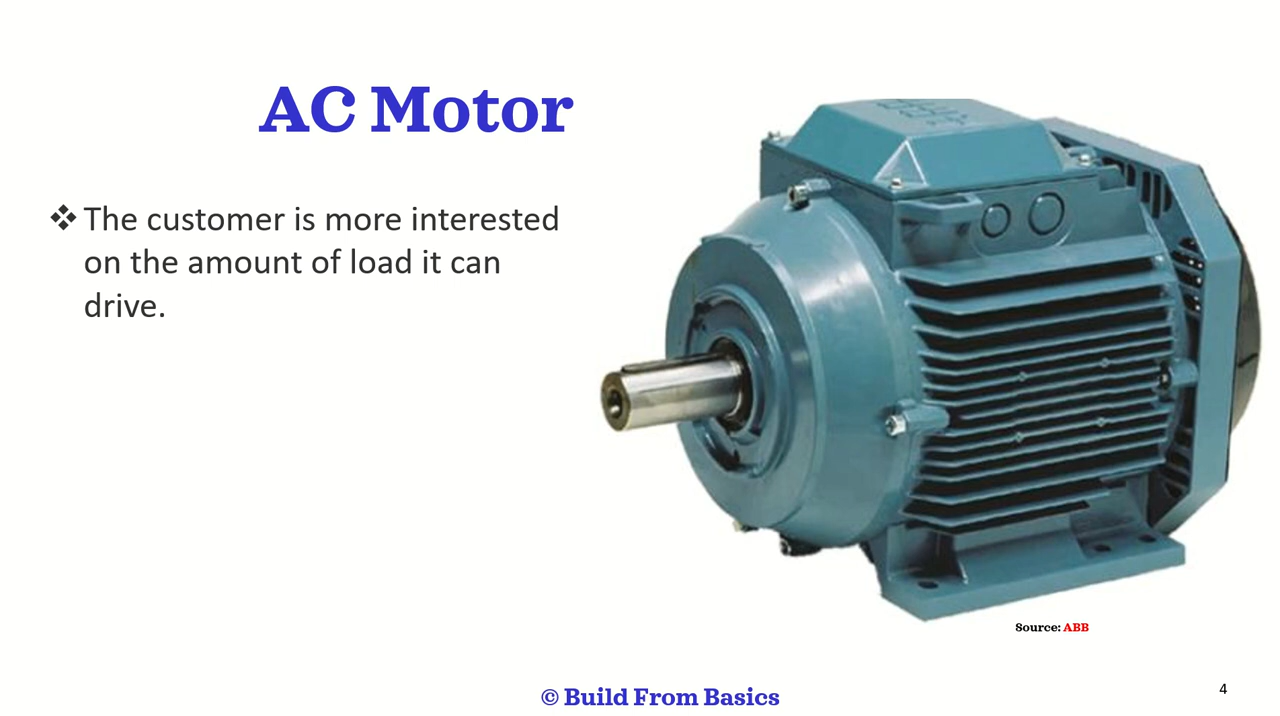 AC Motor
❖ The customer is more interested
on the amount of load it can
drive.
Source: ABB
© Build From Basics
4